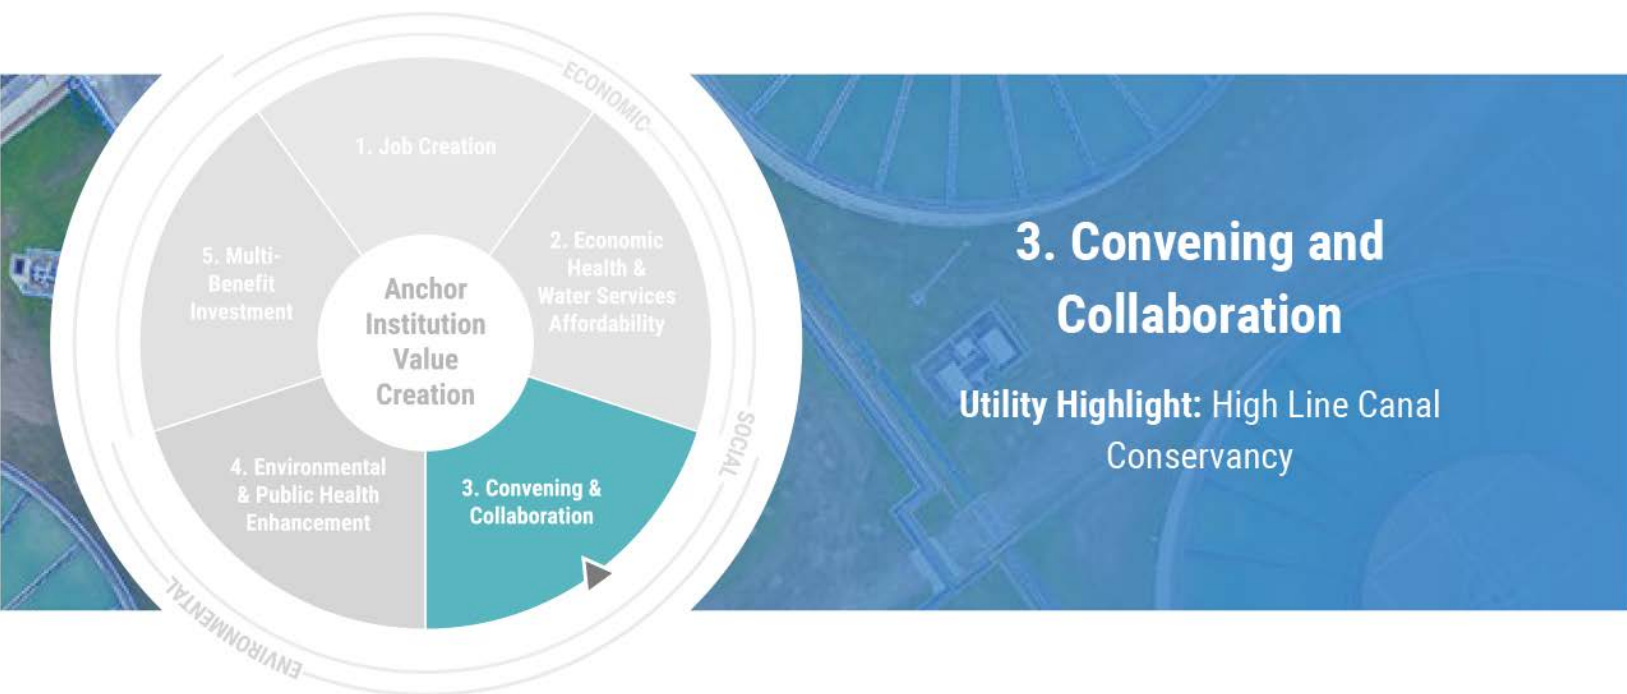 ECONOMIC
1. Job Creation
2. Economic
Health &
Water Services
Affordability
5. Multi-
Benefit
Investment
Anchor
Institution
Value
Creation
SOCIAL
4. Environmental
& Public Health
Enhancement
3. Convening &
Collaboration
ENVIRONMENTAL
3. Convening and
Collaboration
Utility Highlight: High Line Canal
Conservancy